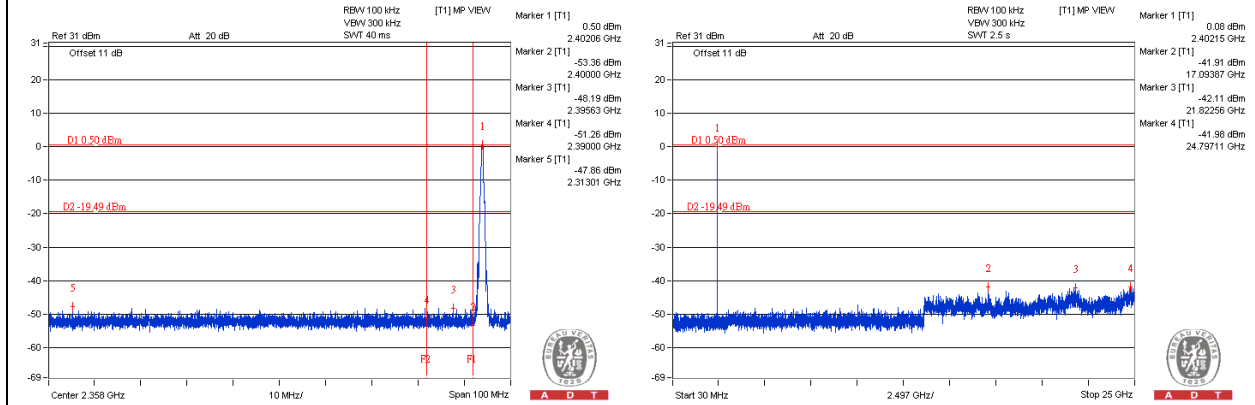 RBW 100 kHz [T1] MP VIEW
VBW 300 kHz
Ref 31 dBm Att 20 dB SWT 40 ms
Marker 1 [T1]
0.50 dBm
2.40206 GHz
Marker 2 [T1]
-53.36 dBm
2.40000 GHz
Marker 3 [T1]
-48.19 dBm
2.39563 GHz
Marker 4 [T1]
-51.26 dBm
2.39000 GHz
Marker 5 [T1]
-47.86 dBm
2.31301 GHz
31
Offset 11 dB
20
10
1
D1 0.50 dBm
0
-10
D2 -19.49 dBm
-20
-30
-40
5
3
4
2
-50
-60
F2
F1
-69
Center 2.358 GHz 10 MHz/ Span 100 MHz
BUREAU VERITAS
1828
A D T
RBW 100 kHz [T1] MP VIEW
VBW 300 kHz
Ref 31 dBm Att 20 dB SWT 2.5 s
Marker 1 [T1]
0.08 dBm
2.40215 GHz
Marker 2 [T1]
-41.91 dBm
17.09387 GHz
Marker 3 [T1]
-42.11 dBm
21.82256 GHz
Marker 4 [T1]
-41.98 dBm
24.79711 GHz
31
Offset 11 dB
20
10
1
D1 0.50 dBm
0
-10
D2 -19.49 dBm
-20
-30
2
3
4
-40
-50
-60
-69
Start 30 MHz 2.497 GHz/ Stop 25 GHz
BUREAU VERITAS
1828
A D T